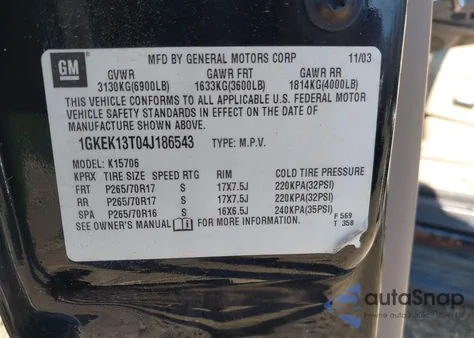 GM
MFD BY GENERAL MOTORS CORP 11/03
GVWR GAWR FRT GAWR RR
3130KG(6900LB) 1633KG(3600LB) 1814KG(4000LB)
THIS VEHICLE CONFORMS TO ALL APPLICABLE U.S. FEDERAL MOTOR
VEHICLE SAFETY STANDARDS IN EFFECT ON THE DATE OF
MANUFACTURE SHOWN ABOVE.
1GKEK13T04J186543 TYPE: M.P.V.
MODEL: K15706
KPRX TIRE SIZE SPEED RTG RIM COLD TIRE PRESSURE
FRT P265/70R17 S 17X7.5J 220KPA(32PSI)
RR P265/70R17 S 17X7.5J 220KPA(32PSI)
SPA P265/70R16 S 16X6.5J 240KPA(35PSI)
SEE OWNER'S MANUAL FOR MORE INFORMATION
F 569
T 358
autoSnap